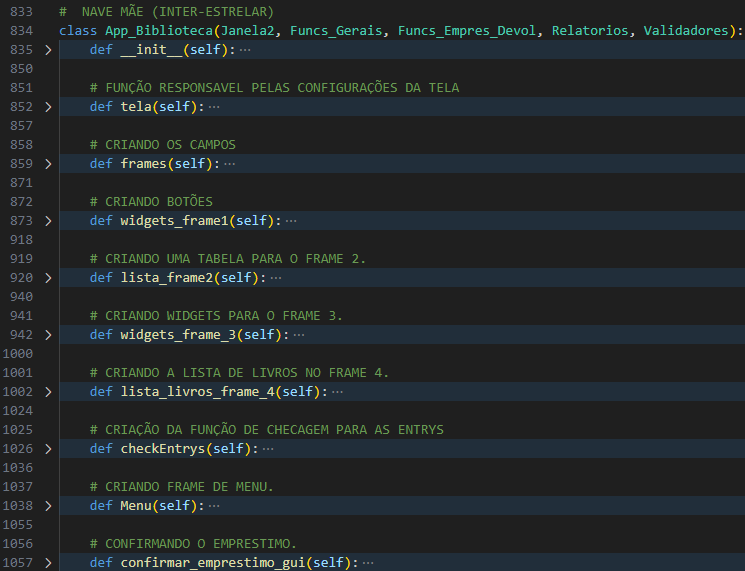 833 #  NAVE MÃE (INTER-ESTRELAR)
834 class App_Biblioteca(Janela2, Funcs_Gerais, Funcs_Empres_Devol, Relatorios, Validadores):
835 > def __init__(self): ···
850
851 # FUNÇÃO RESPONSAVEL PELAS CONFIGURAÇÕES DA TELA
852 > def tela(self): ···
857
858 # CRIANDO OS CAMPOS
859 > def frames(self): ···
871
872 # CRIANDO BOTÕES
873 > def widgets_frame1(self): ···
918
919 # CRIANDO UMA TABELA PARA O FRAME 2.
920 > def lista_frame2(self): ···
940
941 # CRIANDO WIDGETS PARA O FRAME 3.
942 > def widgets_frame_3(self): ···
1000
1001 # CRIANDO A LISTA DE LIVROS NO FRAME 4.
1002 > def lista_livros_frame_4(self): ···
1024
1025 # CRIAÇÃO DA FUNÇÃO DE CHECAGEM PARA AS ENTRYS
1026 > def checkEntrys(self): ···
1036
1037 # CRIANDO FRAME DE MENU.
1038 > def Menu(self): ···
1055
1056 # CONFIRMANDO O EMPRESTIMO.
1057 > def confirmar_emprestimo_gui(self): ···